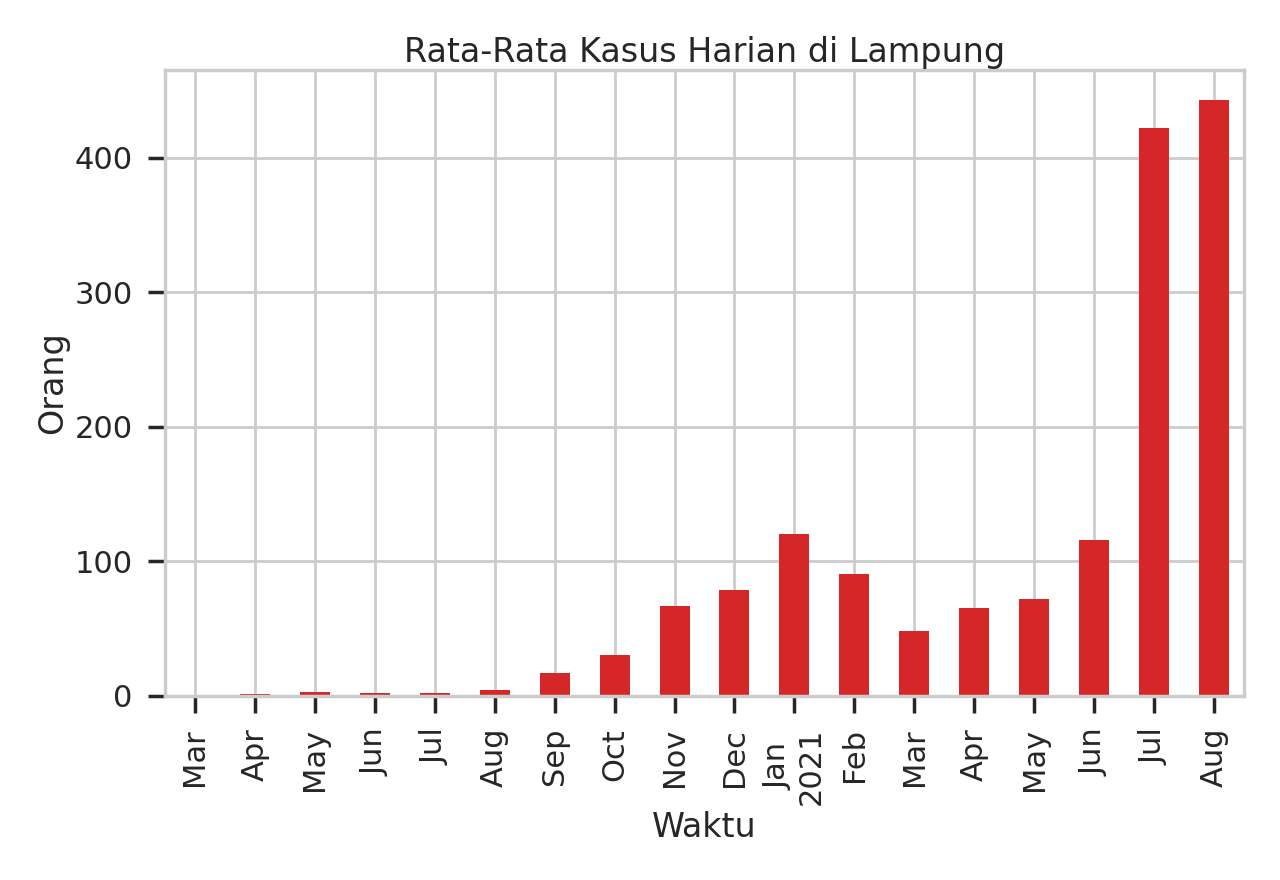 Rata-Rata Kasus Harian di Lampung
Orang
400
300
200
100
0
Mar
Apr
May
Jun
Jul
Aug
Sep
Oct
Nov
Dec
Jan
2021
Feb
Mar
Apr
May
Jun
Jul
Aug
Waktu